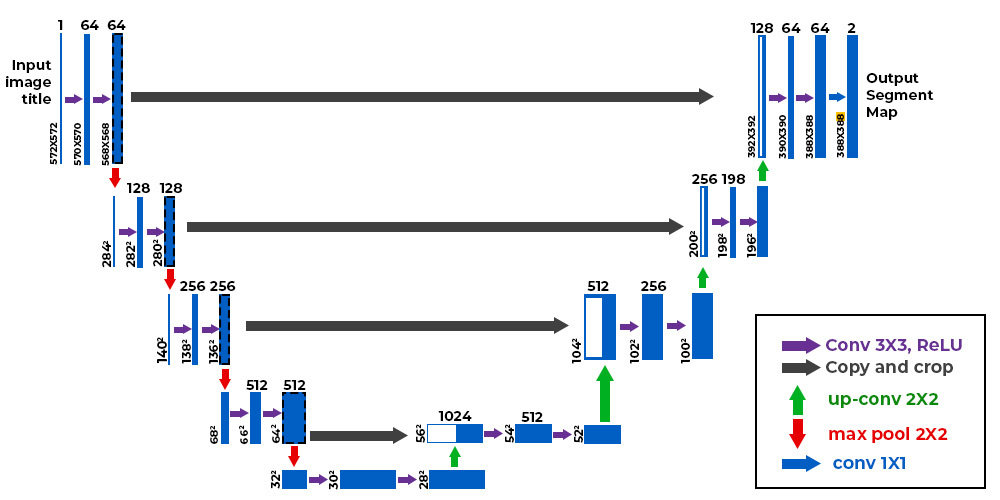 1 64 64
128 64 64 2
Input
image
title
Output
Segment
Map
572X572
570X570
568X568
392X392
390X390
388X388
388X388
128 128
256 198
284²
282²
280²
200²
198²
196²
256 256
512 256
140²
138²
136²
104²
102²
100²
512 512
1024 512
68²
66²
64²
56²
54²
52²
32²
30²
28²
Conv 3X3, ReLU
Copy and crop
up-conv 2X2
max pool 2X2
conv 1X1